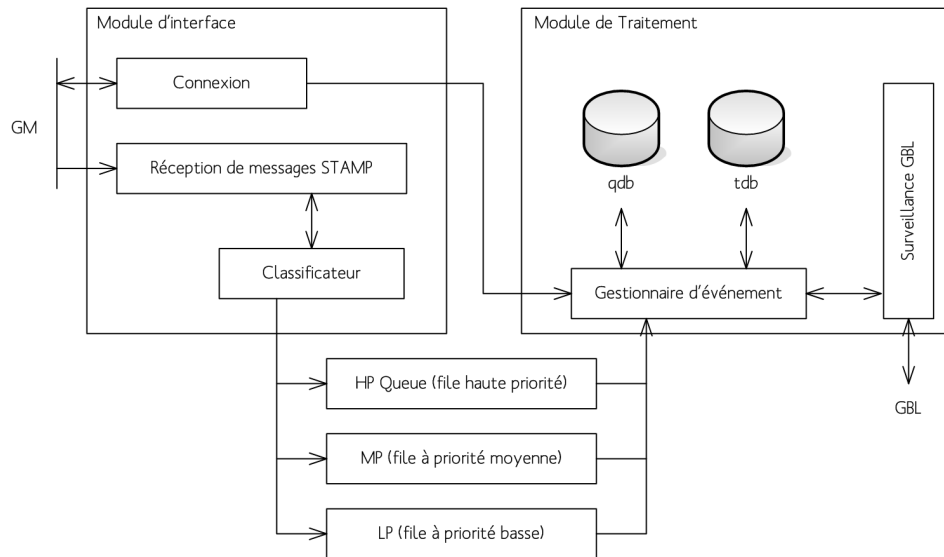 Module d'interface
Module de Traitement
Connexion
GM
Réception de messages STAMP
qdb
tdb
Surveillance GBL
Classificateur
Gestionnaire d'événement
HP Queue (file haute priorité)
GBL
MP (file à priorité moyenne)
LP (file à priorité basse)